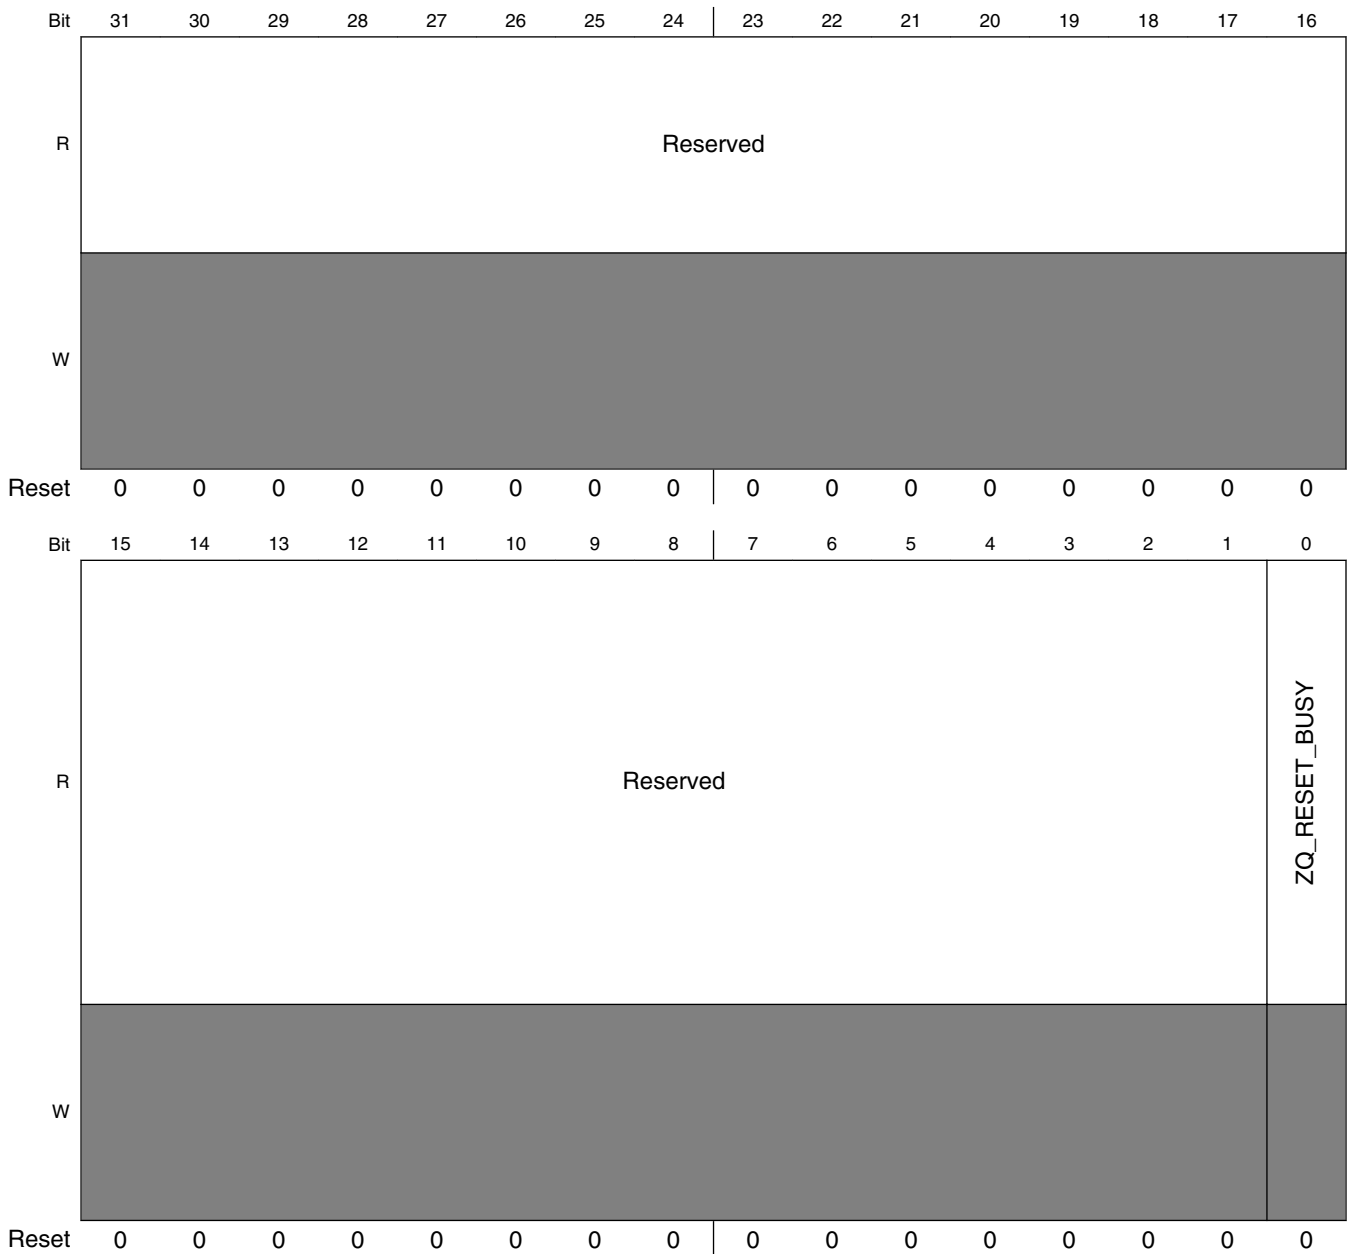 Bit 31 30 29 28 27 26 25 24 23 22 21 20 19 18 17 16
R Reserved
W
Reset 0 0 0 0 0 0 0 0 0 0 0 0 0 0 0 0
Bit 15 14 13 12 11 10 9 8 7 6 5 4 3 2 1 0
R Reserved ZQ_RESET_BUSY
W
Reset 0 0 0 0 0 0 0 0 0 0 0 0 0 0 0 0